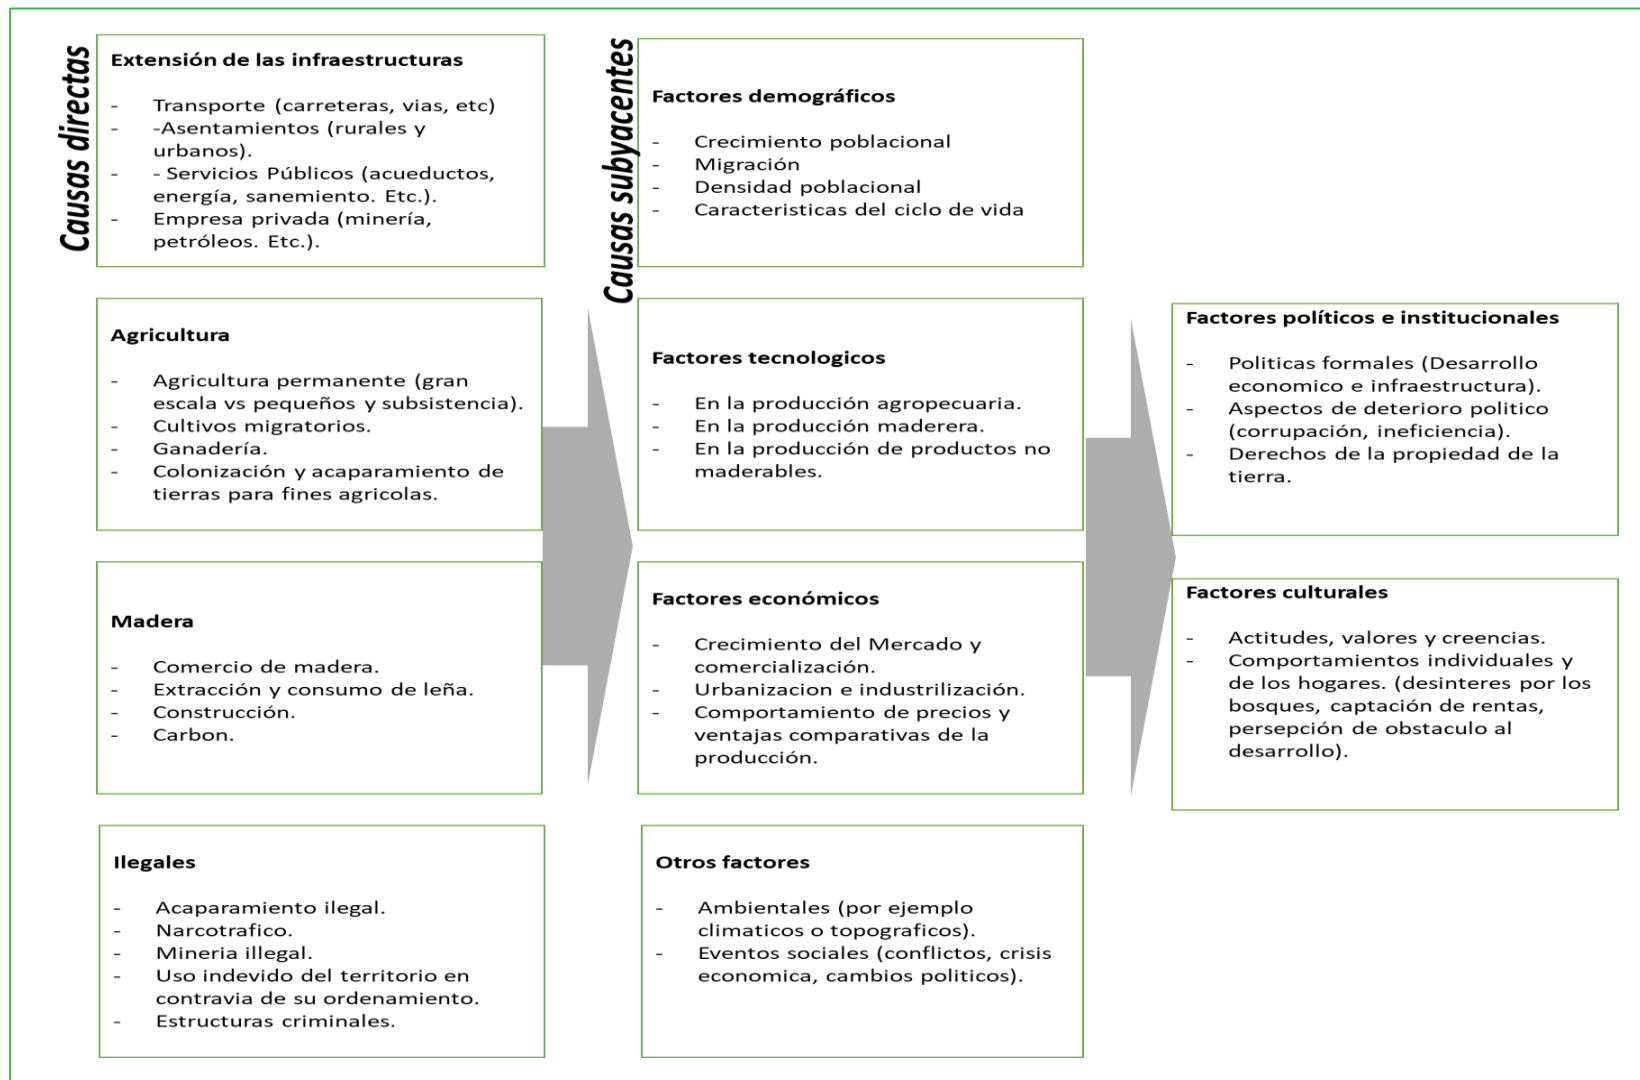 Causas directas
Extensión de las infraestructuras
- Transporte (carreteras, vias, etc)
- -Asentamientos (rurales y
urbanos).
- - Servicios Públicos (acueductos,
energía, sanemiento. Etc.).
- Empresa privada (minería,
petróleos. Etc.).
Agricultura
- Agricultura permanente (gran
escala vs pequeños y subsistencia).
- Cultivos migratorios.
- Ganadería.
- Colonización y acaparamiento de
tierras para fines agricolas.
Madera
- Comercio de madera.
- Extracción y consumo de leña.
- Construcción.
- Carbon.
Ilegales
- Acaparamiento ilegal.
- Narcotrafico.
- Mineria illegal.
- Uso indevido del territorio en
contravia de su ordenamiento.
- Estructuras criminales.
Causas subyacentes
Factores demográficos
- Crecimiento poblacional
- Migración
- Densidad poblacional
- Caracteristicas del ciclo de vida
Factores tecnologicos
- En la producción agropecuaria.
- En la producción maderera.
- En la producción de productos no
maderables.
Factores económicos
- Crecimiento del Mercado y
comercialización.
- Urbanizacion e industrilización.
- Comportamiento de precios y
ventajas comparativas de la
producción.
Otros factores
- Ambientales (por ejemplo
climaticos o topograficos).
- Eventos sociales (conflictos, crisis
economica, cambios politicos).
Factores políticos e institucionales
- Politicas formales (Desarrollo
economico e infraestructura).
- Aspectos de deterioro politico
(corrupación, ineficiencia).
- Derechos de la propiedad de la
tierra.
Factores culturales
- Actitudes, valores y creencias.
- Comportamientos individuales y
de los hogares. (desinteres por los
bosques, captación de rentas,
persepción de obstaculo al
desarrollo).